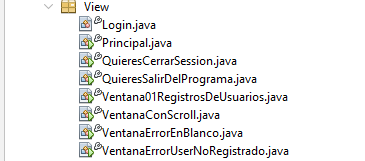 View
Login.java
Principal.java
QuieresCerrarSession.java
QuieresSalirDelPrograma.java
Ventana01RegistrosDeUsuarios.java
VentanaConScroll.java
VentanaErrorEnBlanco.java
VentanaErrorUserNoRegistrado.java